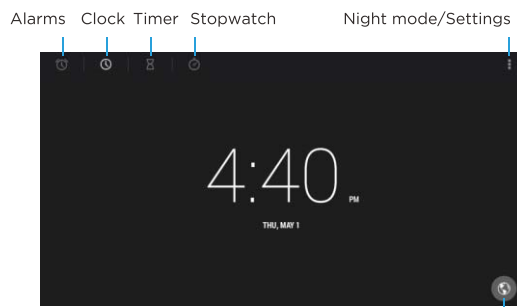 Alarms Clock Timer Stopwatch Night mode/Settings
4:40 PM
THU, MAY 1